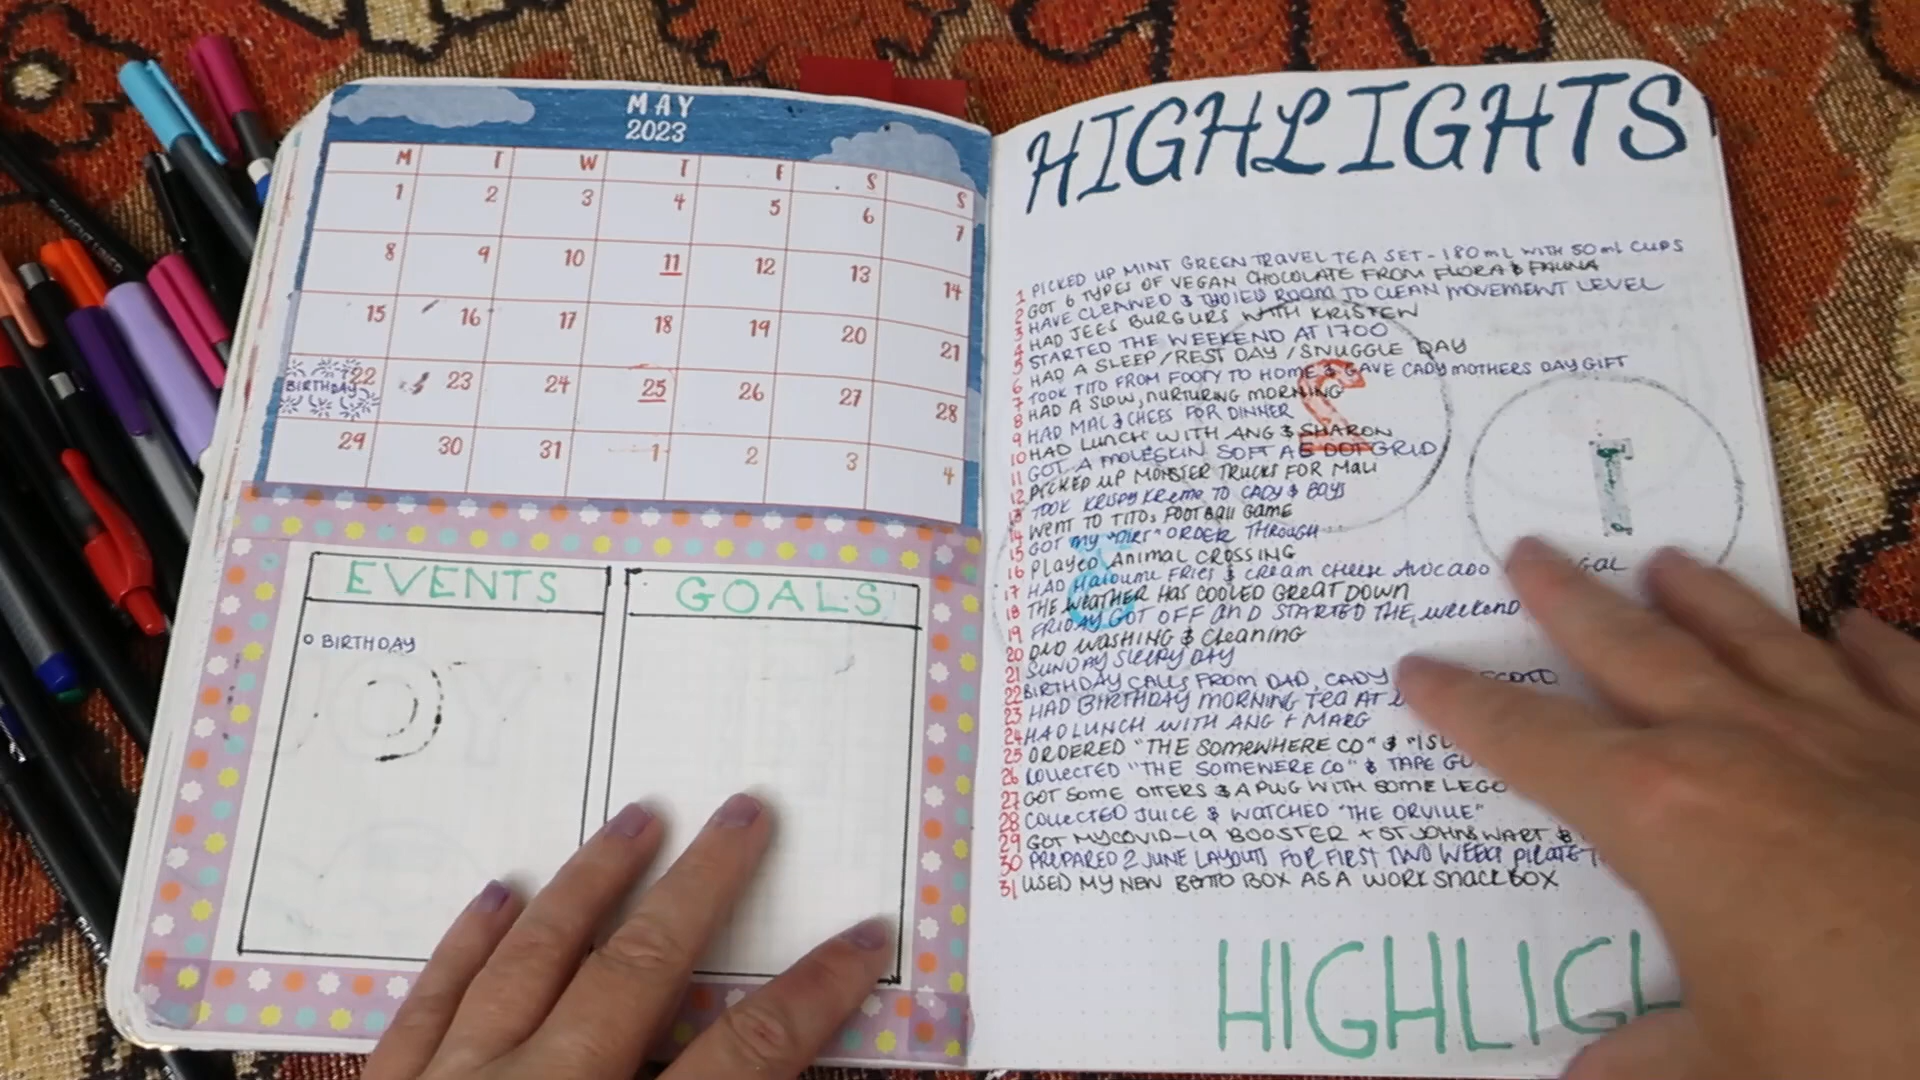 MAY
2023
M T W T F S S
1 2 3 4 5 6 7
8 9 10 11 12 13 14
15 16 17 18 19 20 21
22 23 24 25 26 27 28
BIRTHDAY
29 30 31 1 2 3 4
EVENTS
O BIRTHDAY
GOALS
HIGHLIGHTS
1 PICKED UP MINT GREEN TRAVEL TEA SET - 180mL WITH 50ml CUPS
2 GOT 6 TYPES OF VEGAN CHOCOLATE FROM FLORA & FAUNA
3 HAVE CLEANED & TIDIED ROOM TO CLEAN MOVEMENT LEVEL
4 HAD JEES BURGURS WITH KRISTEN
5 STARTED THE WEEKEND AT 1700
6 HAD A SLEEP/REST DAY/SNUGGLE DAY
7 TOOK TITO FROM FOOTY TO HOME & GAVE CADY MOTHERS DAY GIFT
8 HAD A SLOW, NURTURING MORNING
9 HAD MAC & CHEES FOR DINNER
10 HAD LUNCH WITH ANG & SHARON
11 GOT A MOLESKIN SOFT A5 DOTGRID
12 PICKED UP MONSTER TRUCKS FOR MALI
13 TOOK KRISPY KREME TO CADY & BOYS
14 WENT TO TITOs FOOTBALL GAME
15 GOT MY "DIRT" ORDER THROUGH
16 PLAYED ANIMAL CROSSING
17 HAD HALOUMI FRIES & CREAM CHEESE AVOCADO
18 THE WEATHER HAS COOLED GREAT DOWN
19 FRIDAY GOT OFF AND STARTED THE WEEKEND
20 DID WASHING & CLEANING
21 SUNDAY SLEEPY DAY
22 BIRTHDAY CALLS FROM DAD, CADY
23 HAD BIRTHDAY MORNING TEA AT
24 HAD LUNCH WITH ANG + MARG
25 ORDERED "THE SOMEWHERE CO" &
26 COLLECTED "THE SOMEWERE CO" & TAPE
27 GOT SOME OTTERS & A PUG WITH SOME LEGO
28 COLLECTED JUICE & WATCHED "THE ORVILLE"
29 GOT MY COVID-19 BOOSTER + ST JOHNS WART &
30 PREPARED 2 JUNE LAYOUTS FOR FIRST TWO WEEKS PIRATE
31 USED MY NEW BENTO BOX AS A WORK SNACK BOX
HIGHLIGH